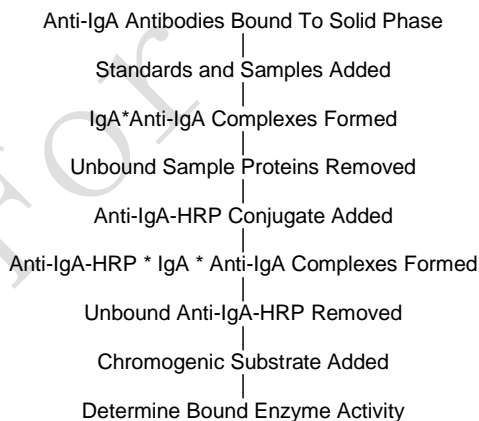 Anti-IgA Antibodies Bound To Solid Phase
Standards and Samples Added
IgA*Anti-IgA Complexes Formed
Unbound Sample Proteins Removed
Anti-IgA-HRP Conjugate Added
Anti-IgA-HRP * IgA * Anti-IgA Complexes Formed
Unbound Anti-IgA-HRP Removed
Chromogenic Substrate Added
Determine Bound Enzyme Activity
For